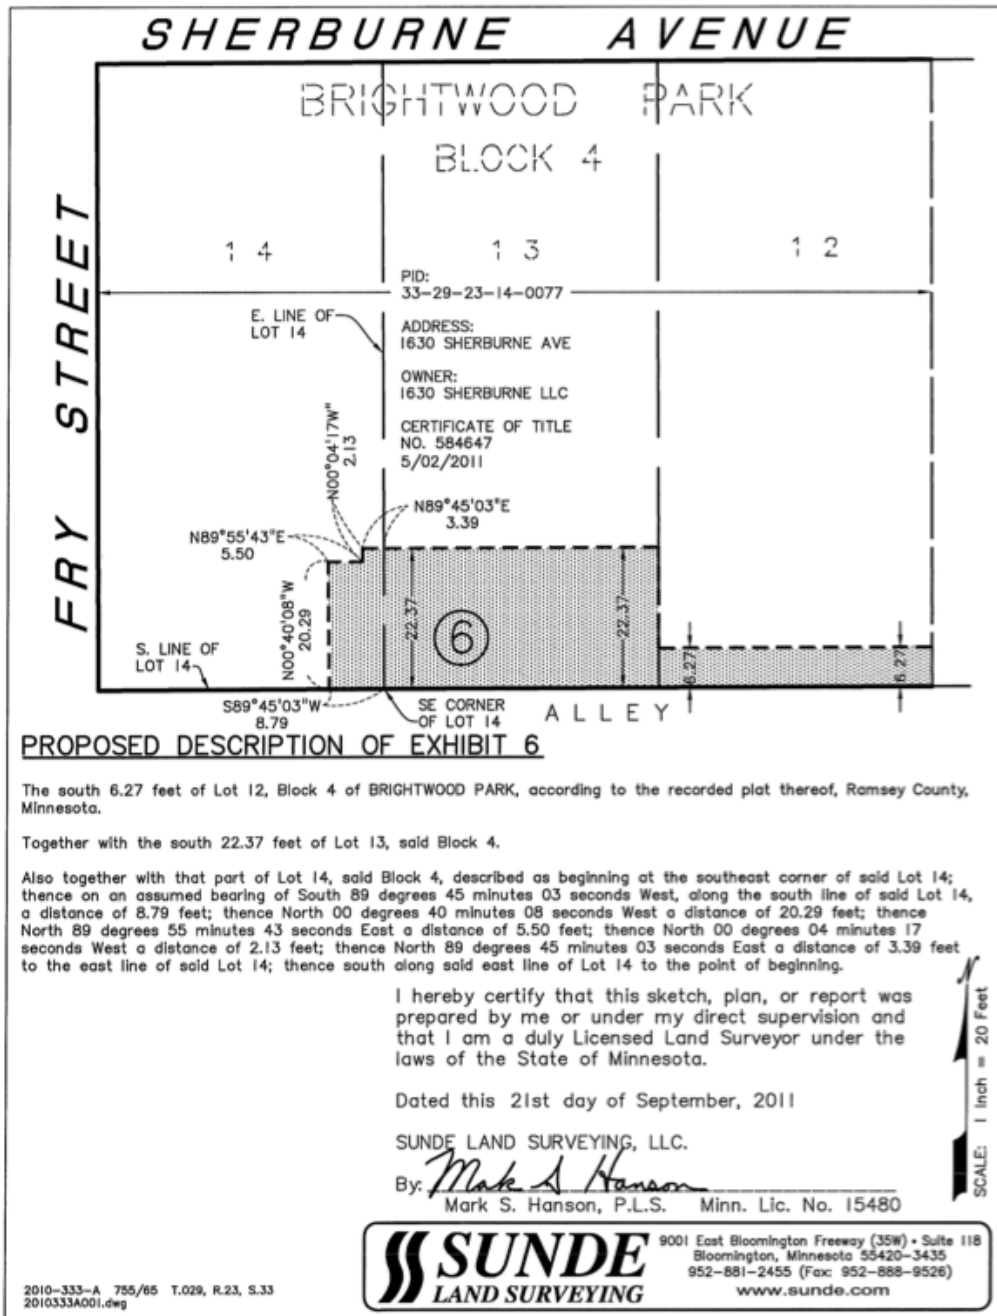 SHERBURNE AVENUE
BRIGHTWOOD PARK
BLOCK 4
FRY STREET
14
13
12
PID:
33-29-23-14-0077
E. LINE OF
LOT 14
ADDRESS:
1630 SHERBURNE AVE
OWNER:
1630 SHERBURNE LLC
CERTIFICATE OF TITLE
NO. 584647
5/02/2011
N00°04'17"W
2.13
N89°45'03"E
3.39
N89°55'43"E
5.50
N00°40'08"W
20.29
22.37
6
22.37
6.27
6.27
S. LINE OF
LOT 14
S89°45'03"W
8.79
SE CORNER
OF LOT 14
ALLEY
PROPOSED DESCRIPTION OF EXHIBIT 6
The south 6.27 feet of Lot 12, Block 4 of BRIGHTWOOD PARK, according to the recorded plat thereof, Ramsey County,
Minnesota.
Together with the south 22.37 feet of Lot 13, said Block 4.
Also together with that part of Lot 14, said Block 4, described as beginning at the southeast corner of said Lot 14;
thence on an assumed bearing of South 89 degrees 45 minutes 03 seconds West, along the south line of said Lot 14,
a distance of 8.79 feet; thence North 00 degrees 40 minutes 08 seconds West a distance of 20.29 feet; thence
North 89 degrees 55 minutes 43 seconds East a distance of 5.50 feet; thence North 00 degrees 04 minutes 17
seconds West a distance of 2.13 feet; thence North 89 degrees 45 minutes 03 seconds East a distance of 3.39 feet
to the east line of said Lot 14; thence south along said east line of Lot 14 to the point of beginning.
I hereby certify that this sketch, plan, or report was
prepared by me or under my direct supervision and
that I am a duly Licensed Land Surveyor under the
laws of the State of Minnesota.
Dated this 21st day of September, 2011
SUNDE LAND SURVEYING, LLC.
By: Mark S Hanson
Mark S. Hanson, P.L.S. Minn. Lic. No. 15480
N
SCALE: 1 Inch = 20 Feet
SUNDE
LAND SURVEYING
9001 East Bloomington Freeway (35W) • Suite 118
Bloomington, Minnesota 55420-3435
952-881-2455 (Fax: 952-888-9526)
www.sunde.com
2010-333-A 755/65 T.029, R.23, S.33
2010333A001.dwg